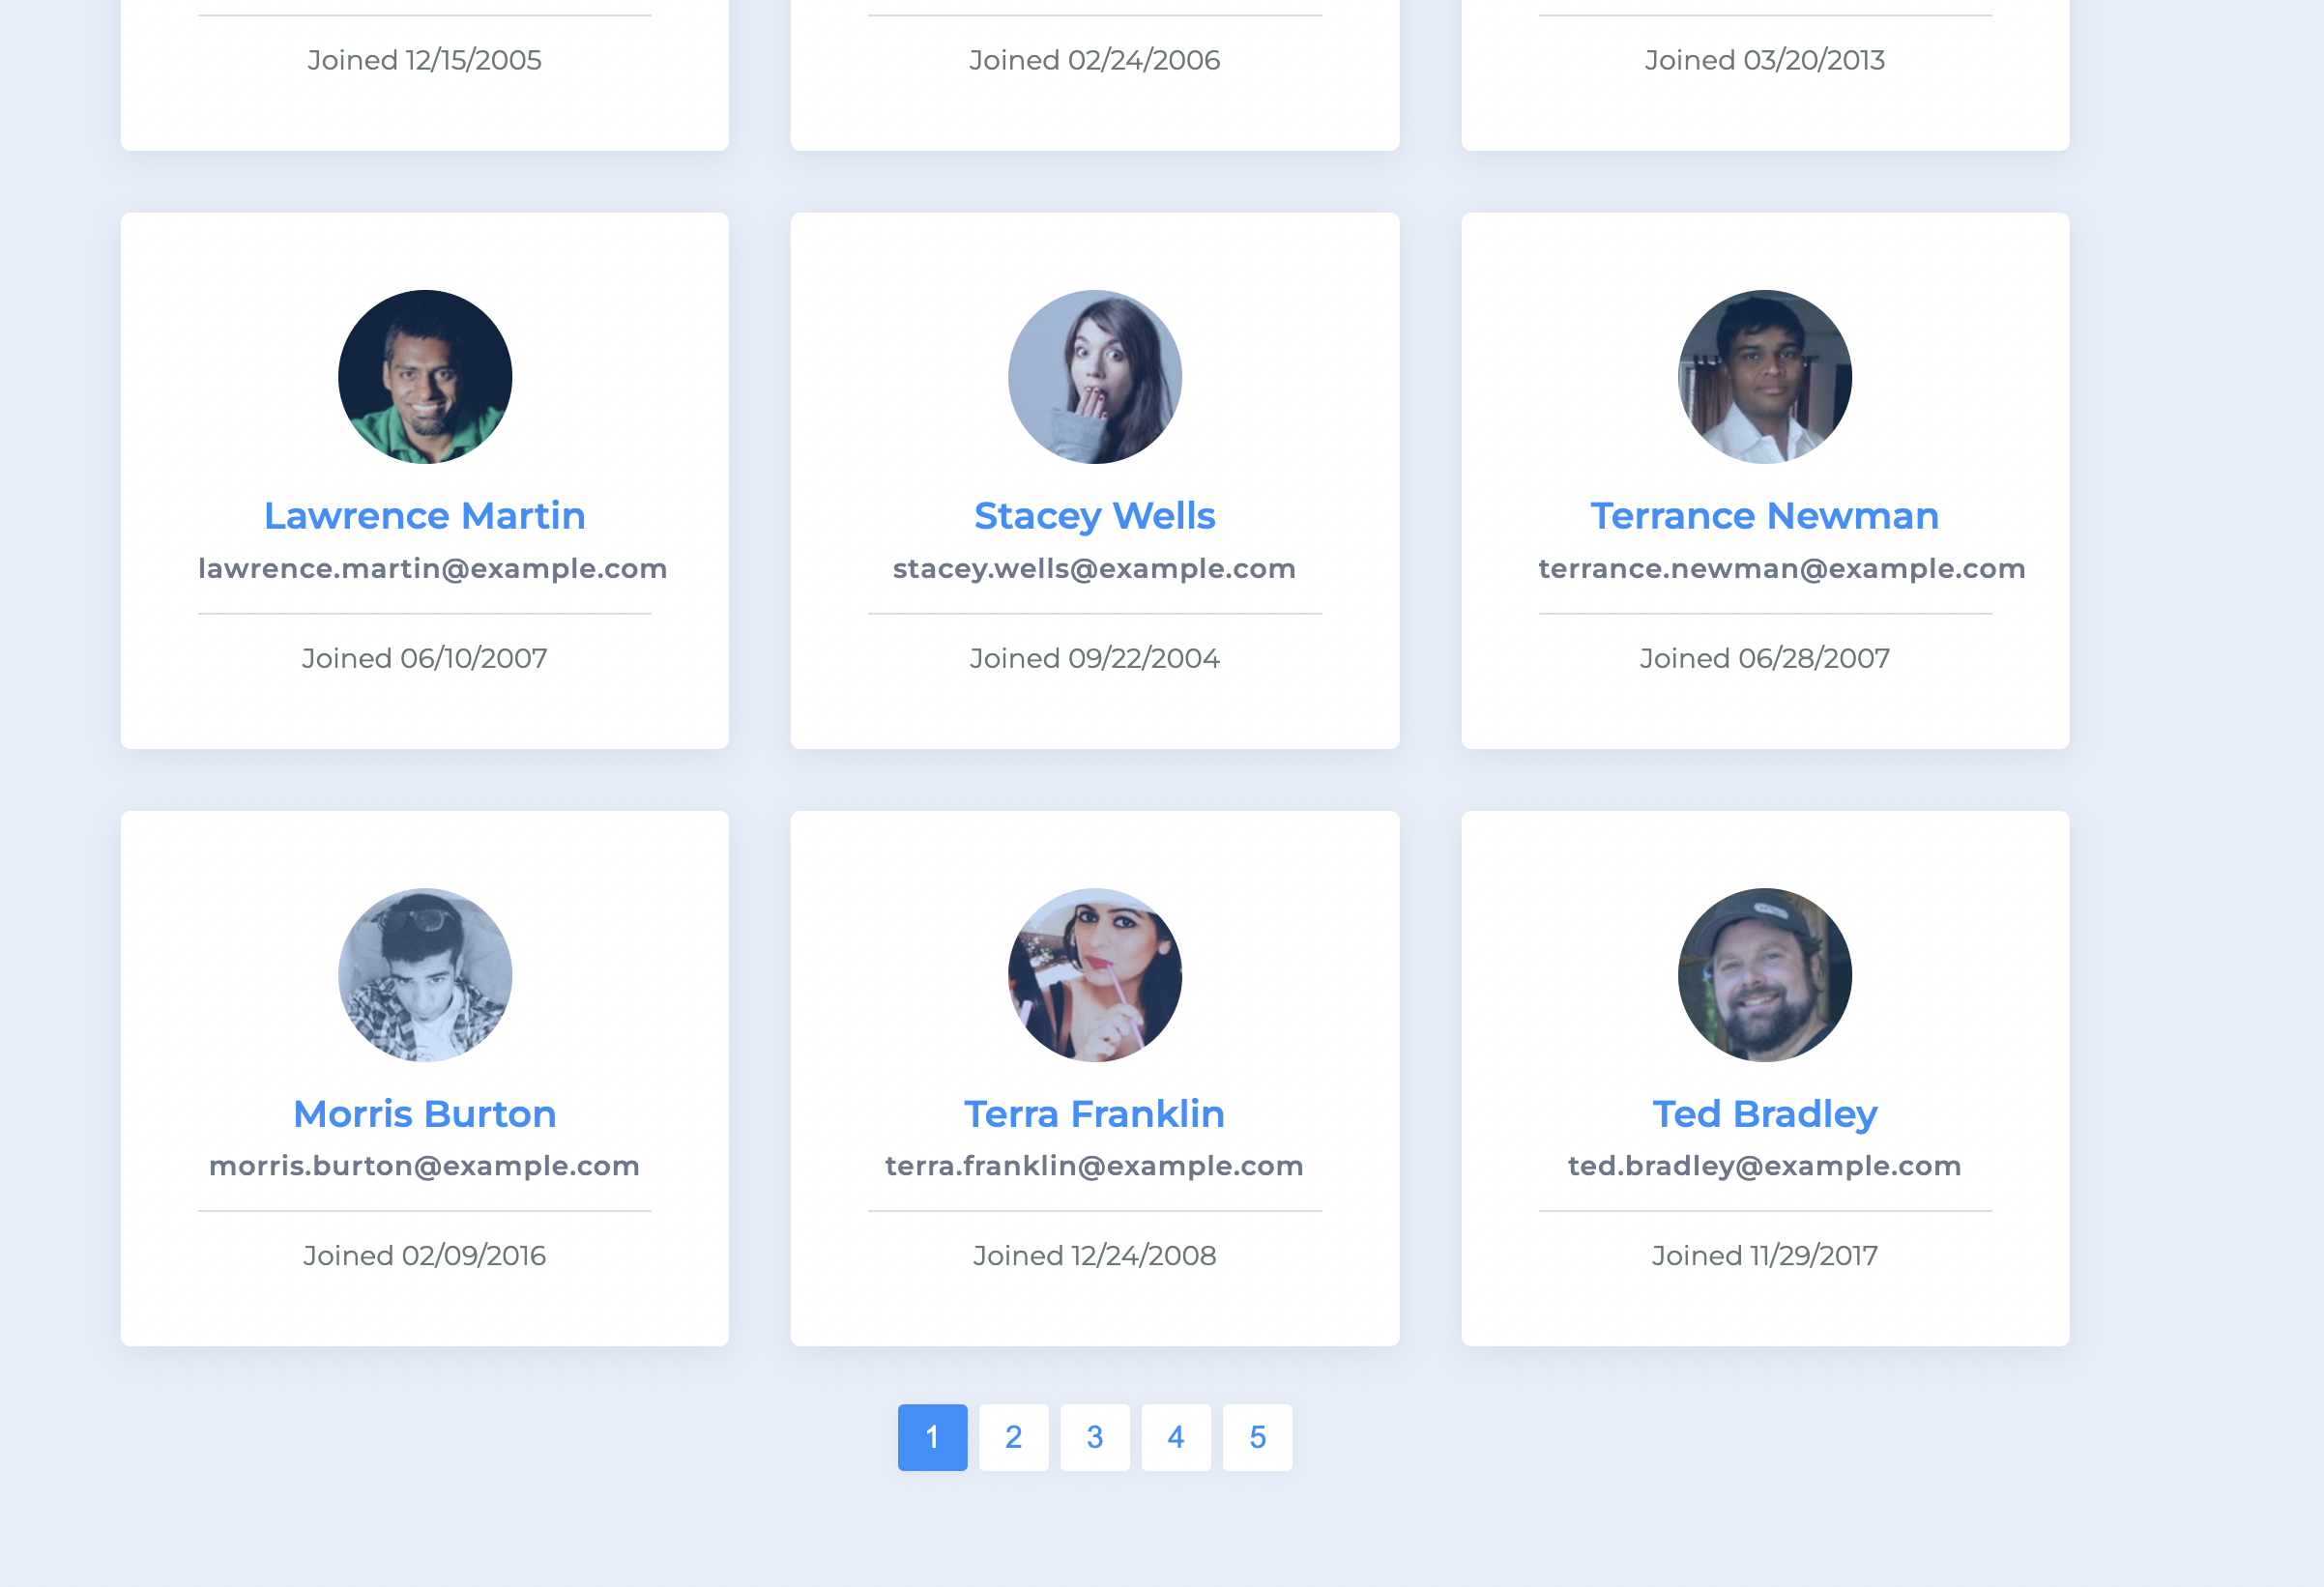 Joined 12/15/2005
Joined 02/24/2006
Joined 03/20/2013
Lawrence Martin
lawrence.martin@example.com
Joined 06/10/2007
Stacey Wells
stacey.wells@example.com
Joined 09/22/2004
Terrance Newman
terrance.newman@example.com
Joined 06/28/2007
Morris Burton
morris.burton@example.com
Joined 02/09/2016
Terra Franklin
terra.franklin@example.com
Joined 12/24/2008
Ted Bradley
ted.bradley@example.com
Joined 11/29/2017
1 2 3 4 5